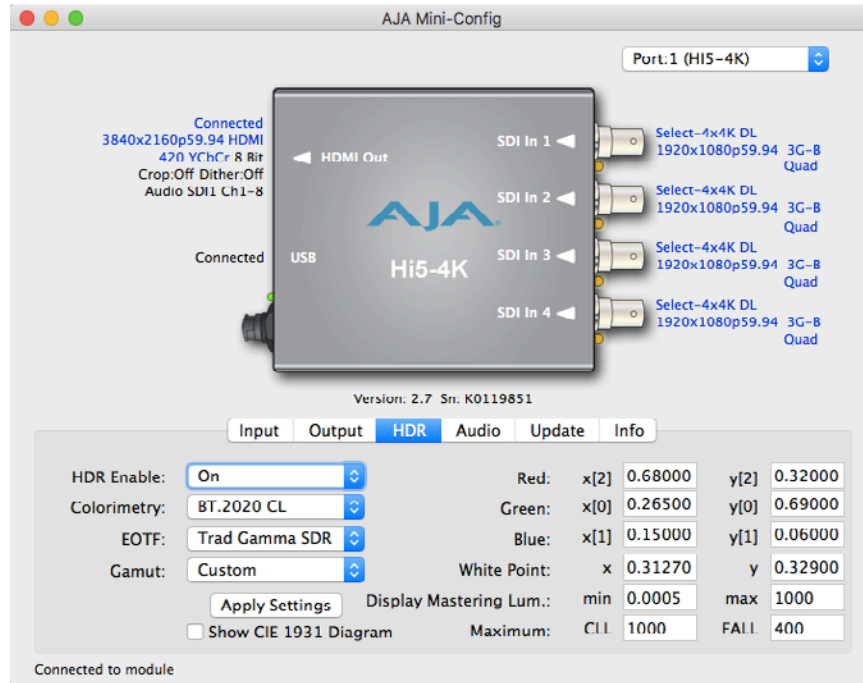 AJA Mini-Config
Port:1 (HI5-4K)
Connected
3840x2160p59.94 HDMI
420 YCbCr 8 Bit
Crop:Off Dither:Off
Audio SDI1 Ch1-8
Connected
HDMI Out
USB
AJA
Hi5-4K
SDI In 1
SDI In 2
SDI In 3
SDI In 4
Select-4x4K DL
1920x1080p59.94 3G-B
Quad
Select-4x4K DL
1920x1080p59.94 3G-B
Quad
Select-4x4K DL
1920x1080p59.94 3G-B
Quad
Select-4x4K DL
1920x1080p59.94 3G-B
Quad
Version: 2.7 Sn: K0119851
Input Output HDR Audio Update Info
HDR Enable: On Red: x[2] 0.68000 y[2] 0.32000
Colorimetry: BT.2020 CL Green: x[0] 0.26500 y[0] 0.69000
EOTF: Trad Gamma SDR Blue: x[1] 0.15000 y[1] 0.06000
Gamut: Custom White Point: x 0.31270 y 0.32900
Apply Settings Display Mastering Lum.: min 0.0005 max 1000
Show CIE 1931 Diagram Maximum: CLL 1000 FALL 400
Connected to module